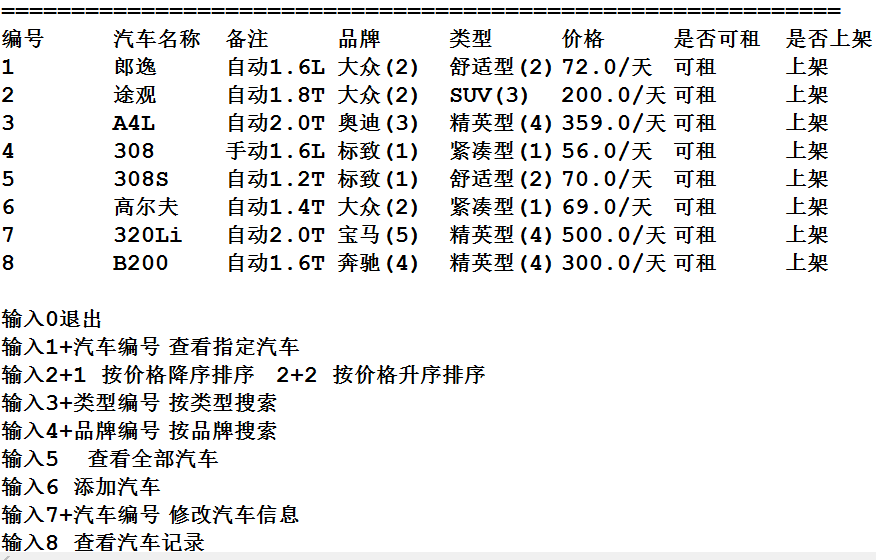 ==============================================================
编号 汽车名称 备注 品牌 类型 价格 是否可租 是否上架
1 郎逸 自动1.6L 大众(2) 舒适型(2) 72.0/天 可租 上架
2 途观 自动1.8T 大众(2) SUV(3) 200.0/天 可租 上架
3 A4L 自动2.0T 奥迪(3) 精英型(4) 359.0/天 可租 上架
4 308 手动1.6L 标致(1) 紧凑型(1) 56.0/天 可租 上架
5 308S 自动1.2T 标致(1) 舒适型(2) 70.0/天 可租 上架
6 高尔夫 自动1.4T 大众(2) 紧凑型(1) 69.0/天 可租 上架
7 320Li 自动2.0T 宝马(5) 精英型(4) 500.0/天 可租 上架
8 B200 自动1.6T 奔驰(4) 精英型(4) 300.0/天 可租 上架
输入0退出
输入1+汽车编号 查看指定汽车
输入2+1 按价格降序排序 2+2 按价格升序排序
输入3+类型编号 按类型搜索
输入4+品牌编号 按品牌搜索
输入5 查看全部汽车
输入6 添加汽车
输入7+汽车编号 修改汽车信息
输入8 查看汽车记录